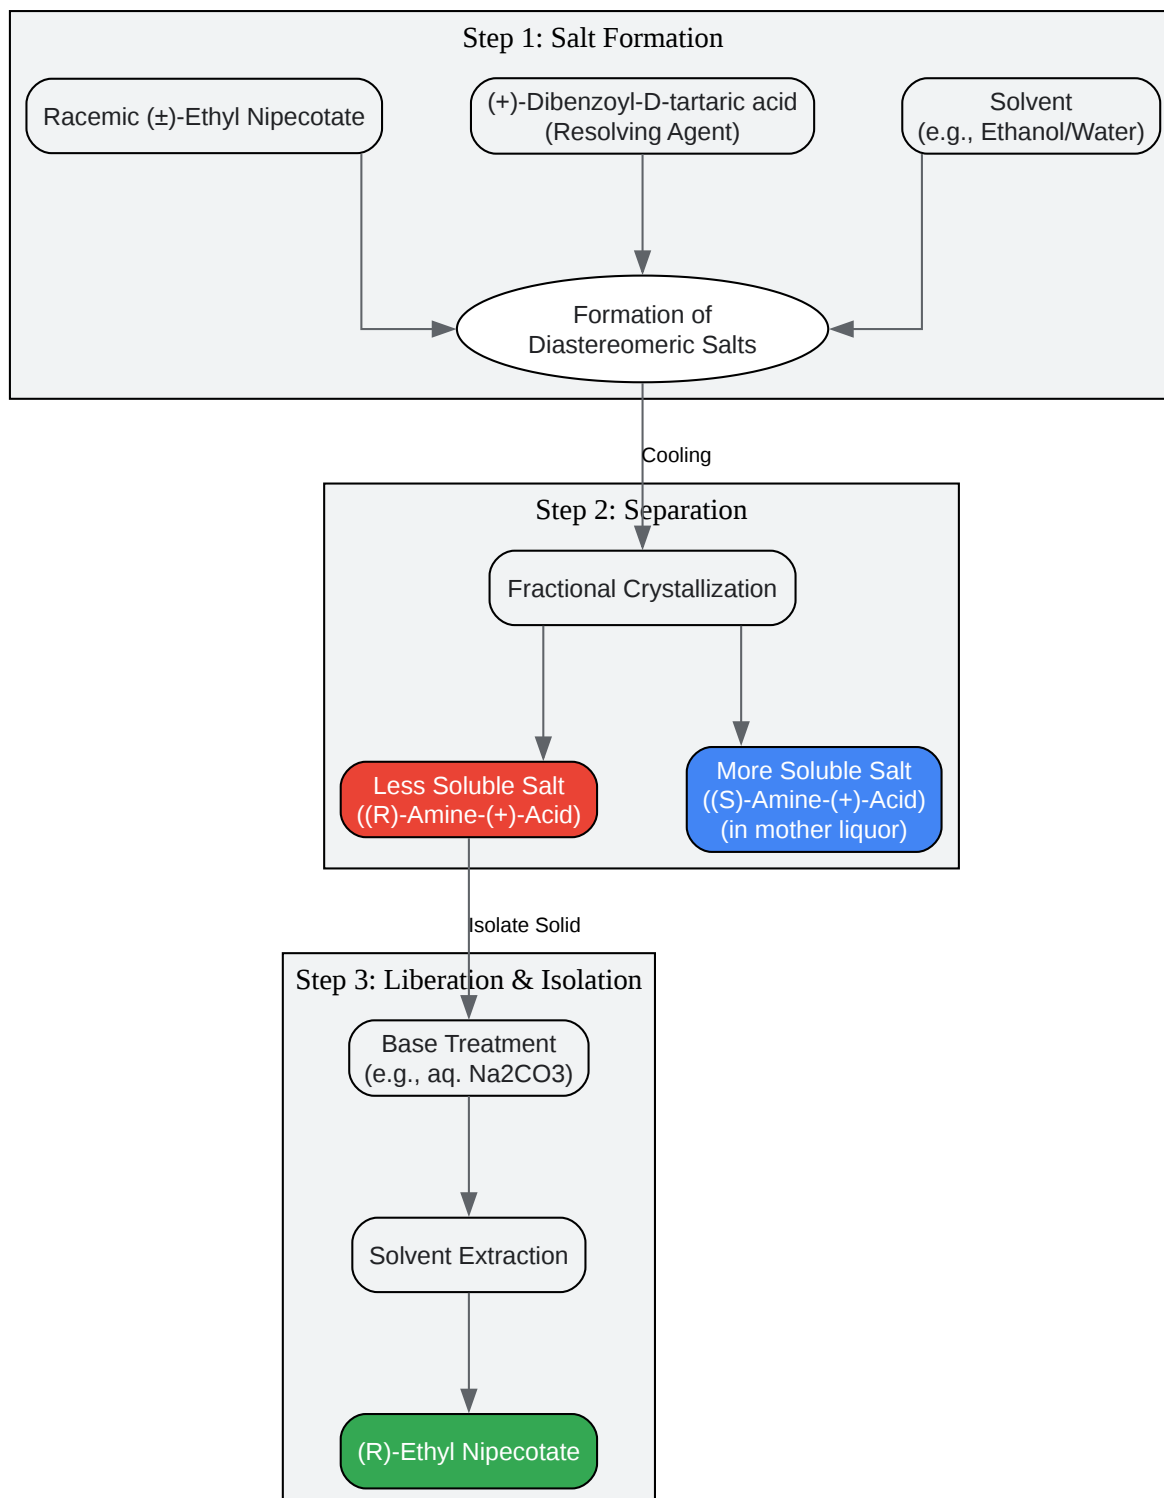 Step 1: Salt Formation
Racemic (±)-Ethyl Nipecotate
(+)-Dibenzoyl-D-tartaric acid
(Resolving Agent)
Solvent
(e.g., Ethanol/Water)
Formation of
Diastereomeric Salts
Cooling
Step 2: Separation
Fractional Crystallization
Less Soluble Salt
((R)-Amine-(+)-Acid)
More Soluble Salt
((S)-Amine-(+)-Acid)
(in mother liquor)
Isolate Solid
Step 3: Liberation & Isolation
Base Treatment
(e.g., aq. Na2CO3)
Solvent Extraction
(R)-Ethyl Nipecotate